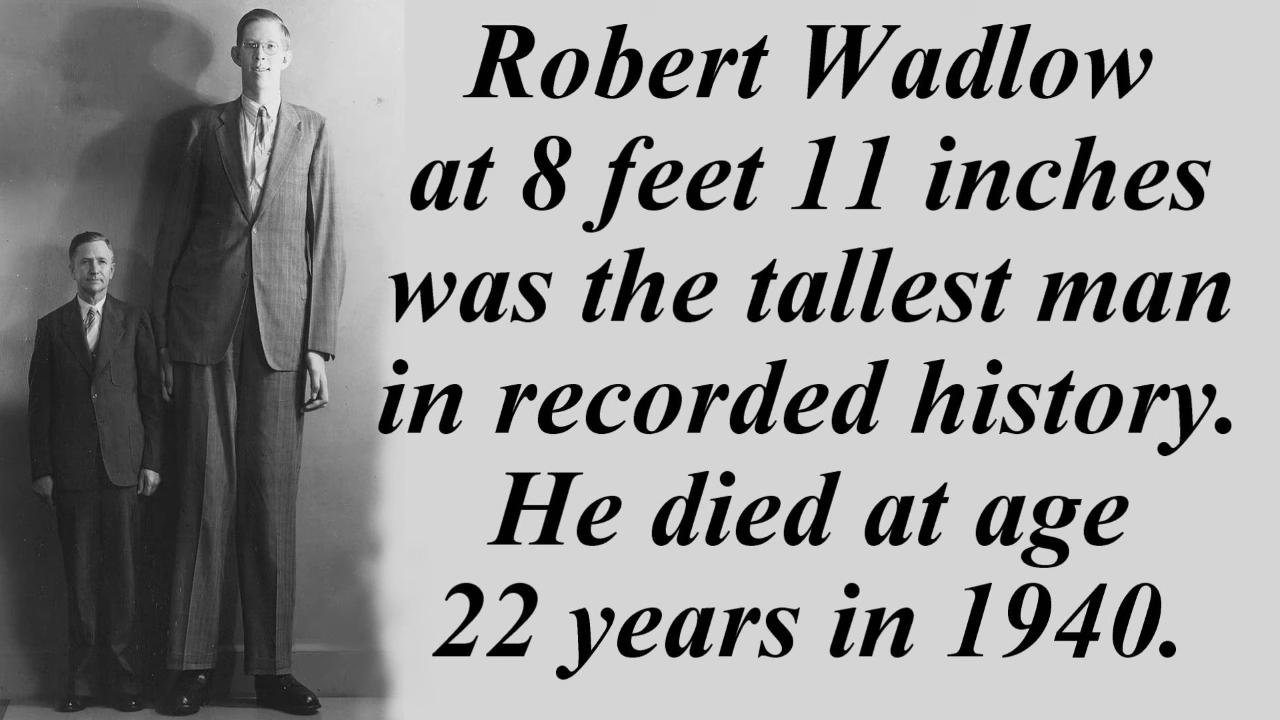 Robert Wadlow
at 8 feet 11 inches
was the tallest man
in recorded history.
He died at age
22 years in 1940.